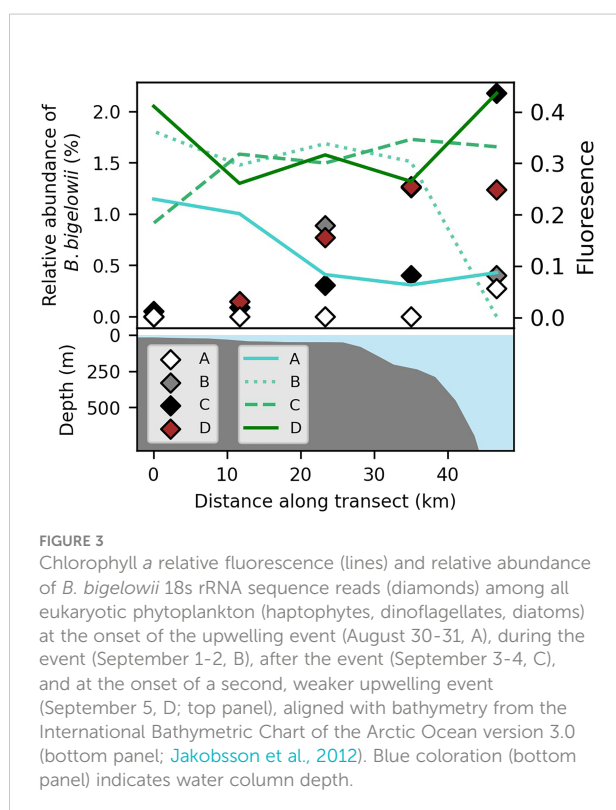 Relative abundance of
B. bigelowii (%)
2.0
1.5
1.0
0.5
0.0
0.4
0.3
0.2
0.1
0.0
Fluoresence
Depth (m)
0
250
500
A
B
C
D
A
B
C
D
0
10
20
30
40
Distance along transect (km)
FIGURE 3
Chlorophyll a relative fluorescence (lines) and relative abundance
of B. bigelowii 18s rRNA sequence reads (diamonds) among all
eukaryotic phytoplankton (haptophytes, dinoflagellates, diatoms)
at the onset of the upwelling event (August 30-31, A), during the
event (September 1-2, B), after the event (September 3-4, C),
and at the onset of a second, weaker upwelling event
(September 5, D; top panel), aligned with bathymetry from the
International Bathymetric Chart of the Arctic Ocean version 3.0
(bottom panel; Jakobsson et al., 2012). Blue coloration (bottom
panel) indicates water column depth.